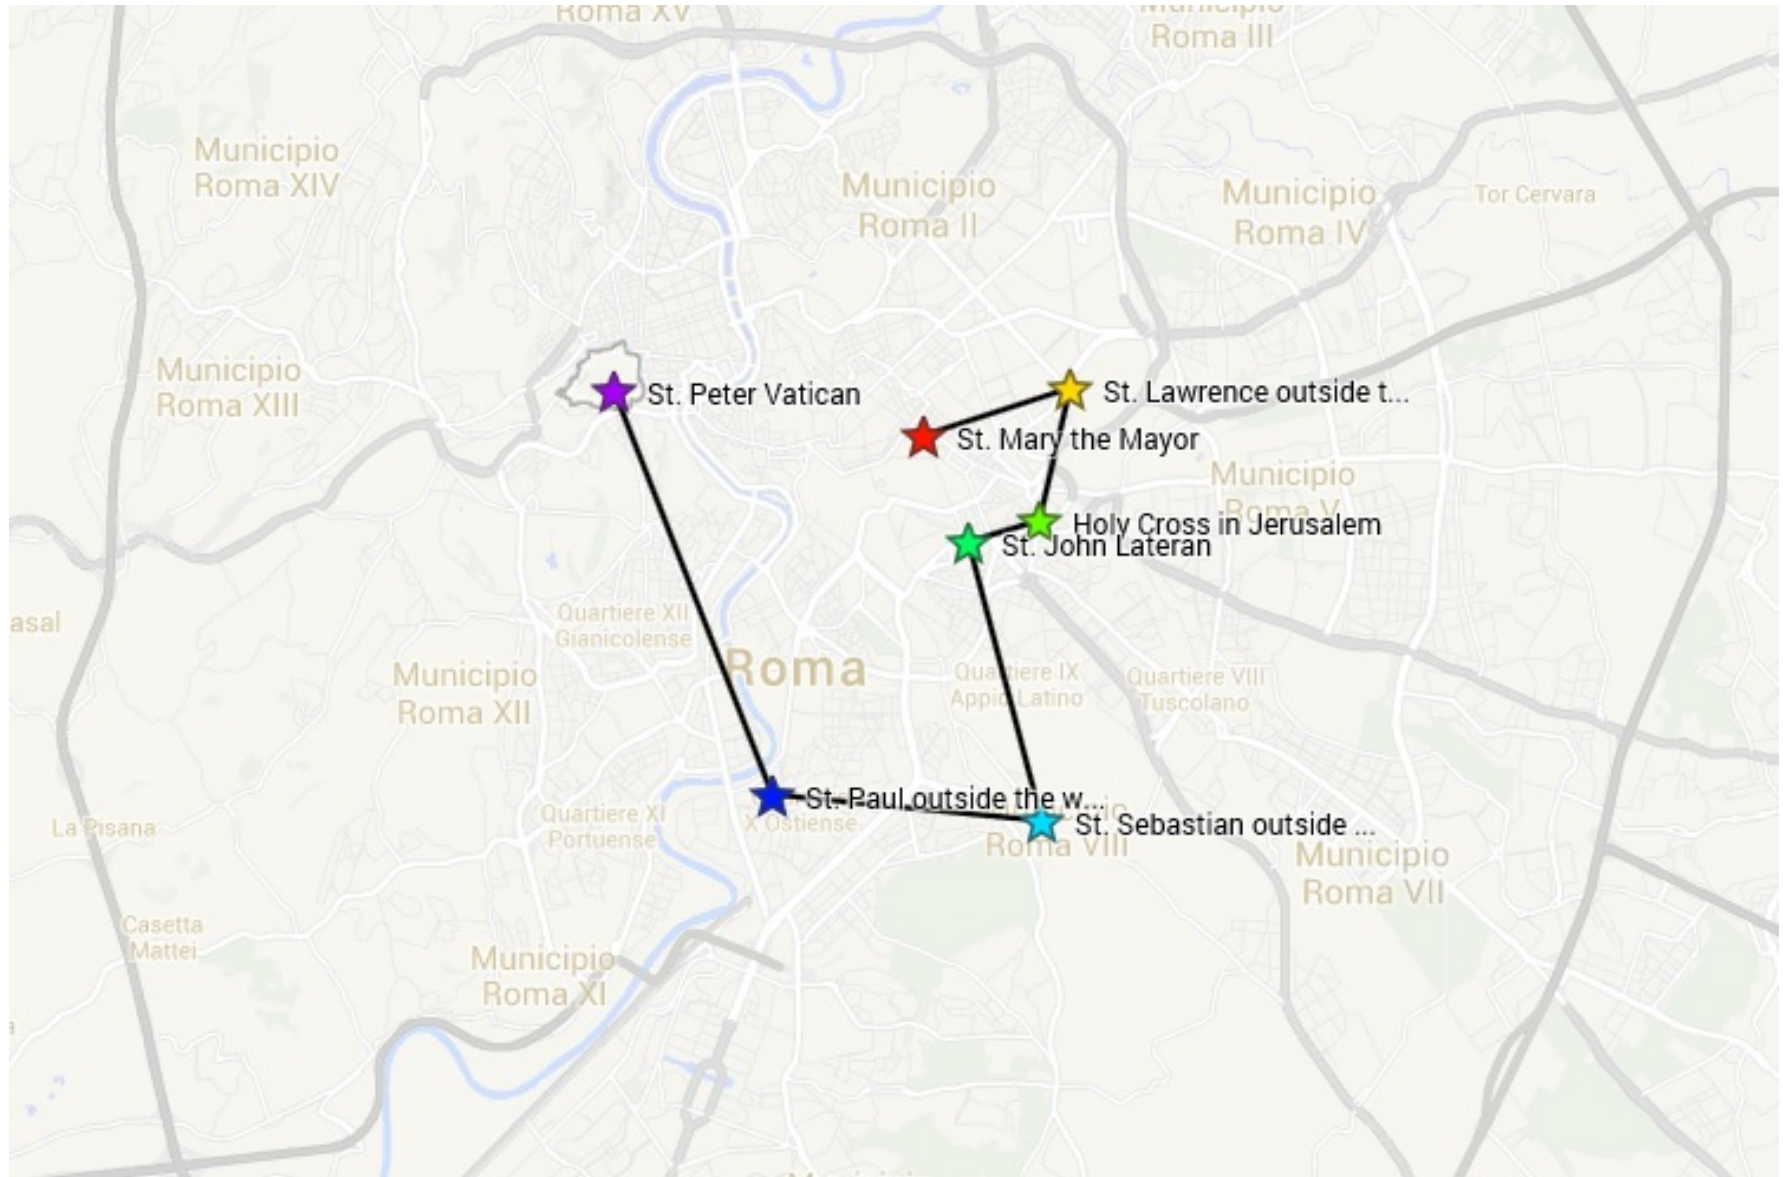 Roma XV
Municipio
Roma III
Municipio
Roma XIV
Municipio
Roma II
Municipio
Roma IV
Tor Cervara
Municipio
Roma XIII
St. Peter Vatican
St. Lawrence outside t...
St. Mary the Mayor
Municipio
Roma V
Holy Cross in Jerusalem
St. John Lateran
asal
Quartiere XII
Gianicolense
Roma
Municipio
Roma XII
Quartiere IX
Appio Latino
Quartiere VIII
Tuscolano
St. Paul outside the w...
X Ostiense
St. Sebastian outside ...
Roma VIII
La Pisana
Quartiere XI
Portuense
Municipio
Roma VII
Casetta
Mattei
Municipio
Roma XI